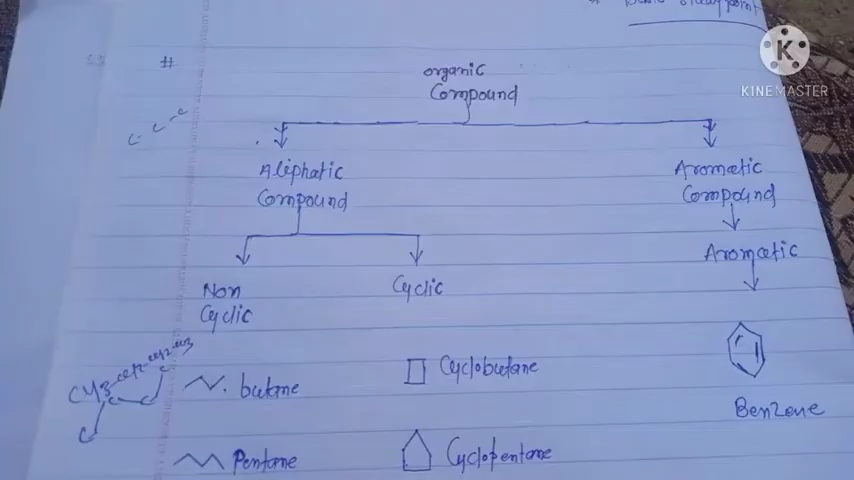 K
KINEMASTER
#
organic
Compound
C - C - C
Aliphatic
Compound
Aromatic
Compound
Aromatic
Non
Cyclic
Cyclic
butane
Cyclobutane
Benzene
Pentane
Cyclopentane